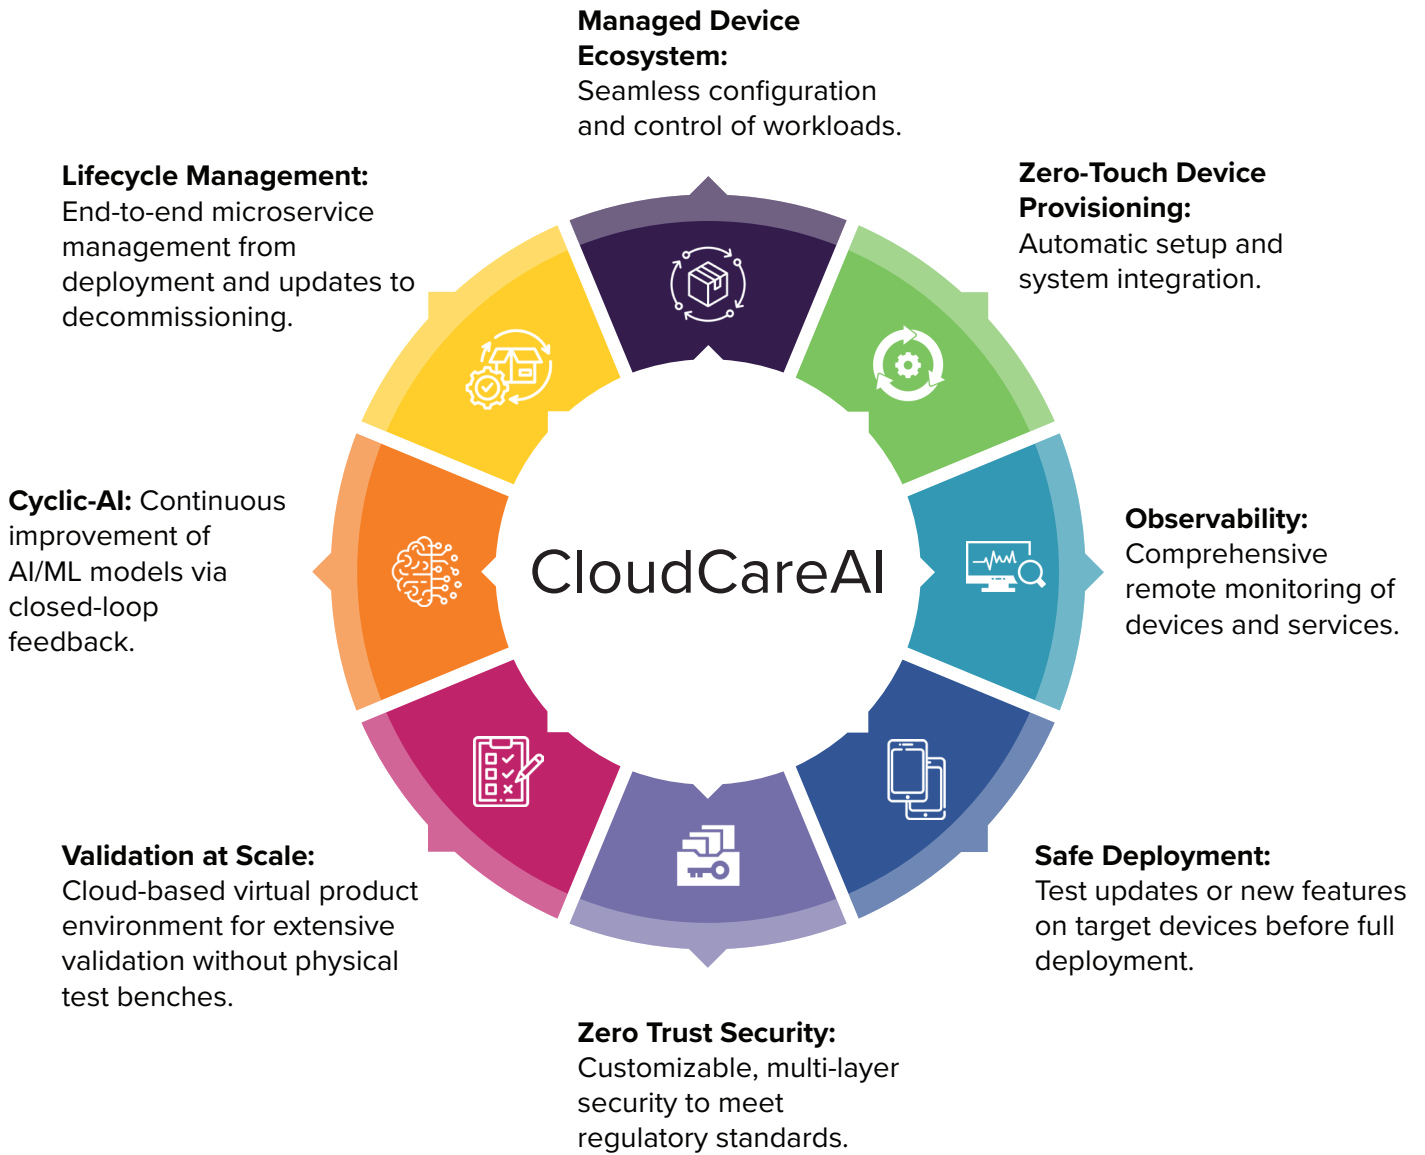 Managed Device
Ecosystem:
Seamless configuration
and control of workloads.
Zero-Touch Device
Provisioning:
Automatic setup and
system integration.
Observability:
Comprehensive
remote monitoring of
devices and services.
Safe Deployment:
Test updates or new features
on target devices before full
deployment.
Zero Trust Security:
Customizable, multi-layer
security to meet
regulatory standards.
Validation at Scale:
Cloud-based virtual product
environment for extensive
validation without physical
test benches.
Cyclic-AI: Continuous
improvement of
AI/ML models via
closed-loop
feedback.
Lifecycle Management:
End-to-end microservice
management from
deployment and updates to
decommissioning.
CloudCareAI